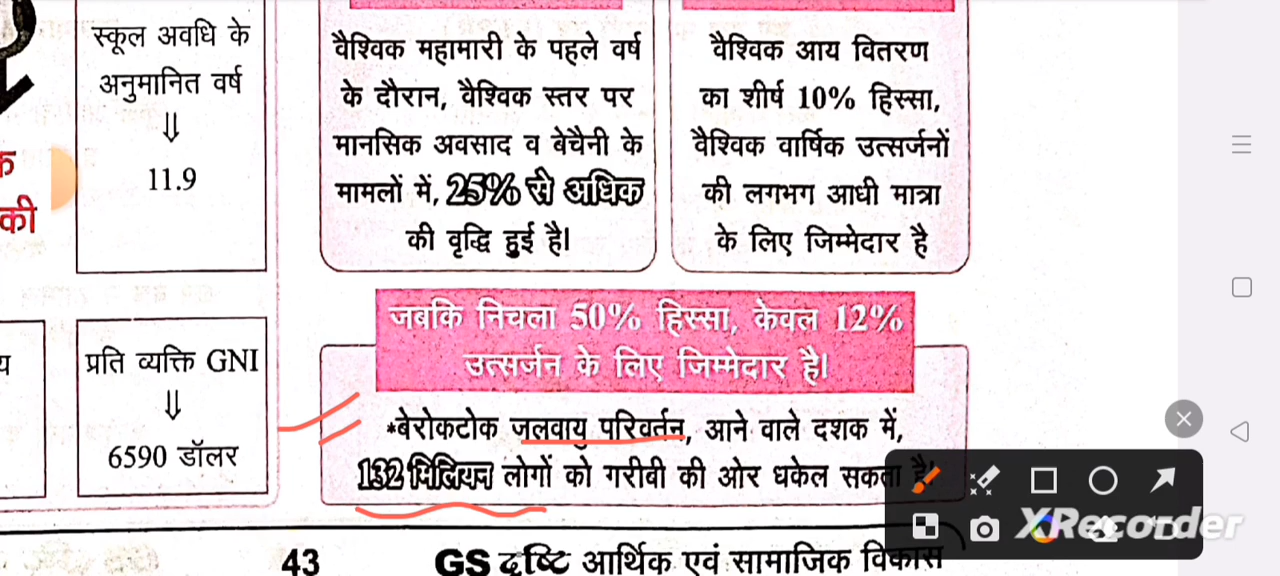 स्कूल अवधि के
अनुमानित वर्ष
⇓
11.9
की
वैश्विक महामारी के पहले वर्ष
के दौरान, वैश्विक स्तर पर
मानसिक अवसाद व बेचैनी के
मामलों में, 25% से अधिक
की वृद्धि हुई है।
वैश्विक आय वितरण
का शीर्ष 10% हिस्सा,
वैश्विक वार्षिक उत्सर्जनों
की लगभग आधी मात्रा
के लिए जिम्मेदार है
जबकि निचला 50% हिस्सा, केवल 12%
उत्सर्जन के लिए जिम्मेदार है।
प्रति व्यक्ति GNI
⇓
6590 डॉलर
*बेरोकटोक जलवायु परिवर्तन, आने वाले दशक में,
132 मिलियन लोगों को गरीबी की ओर धकेल सकता है।
XRecorder
43 GS दृष्टि आर्थिक एवं सामाजिक विकास